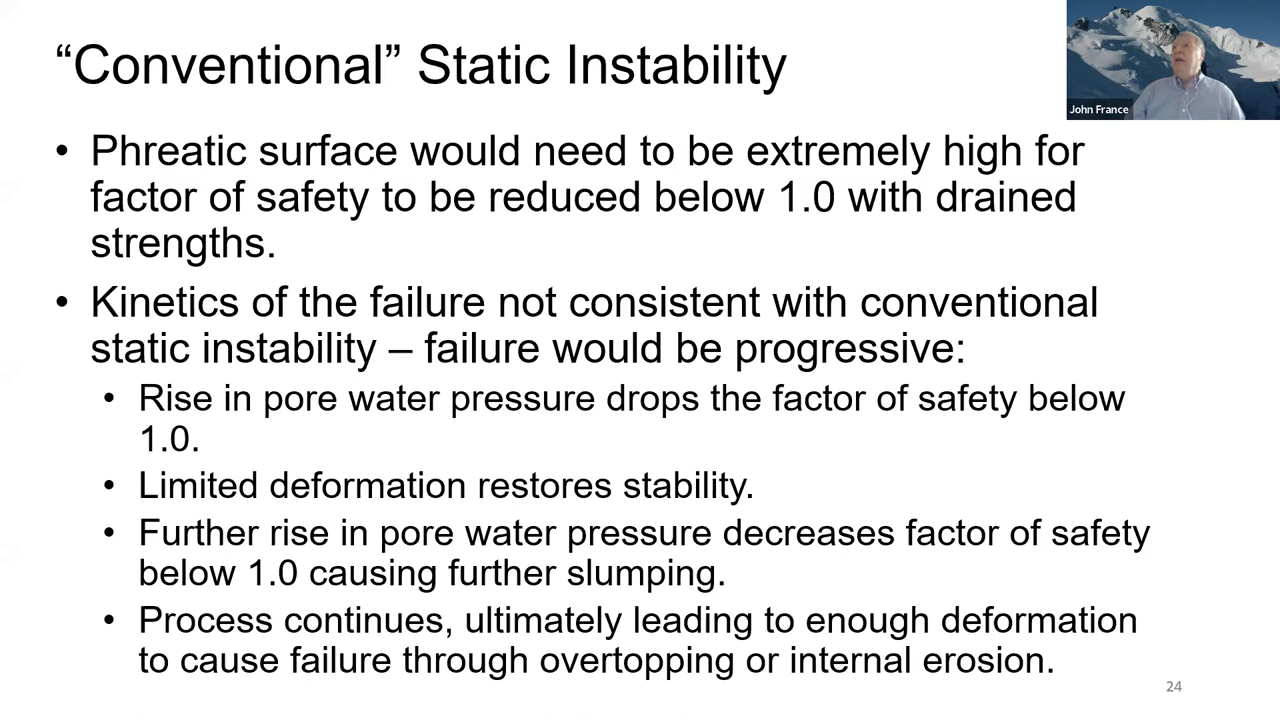 “Conventional” Static Instability
John France
• Phreatic surface would need to be extremely high for
factor of safety to be reduced below 1.0 with drained
strengths.
• Kinetics of the failure not consistent with conventional
static instability – failure would be progressive:
• Rise in pore water pressure drops the factor of safety below
1.0.
• Limited deformation restores stability.
• Further rise in pore water pressure decreases factor of safety
below 1.0 causing further slumping.
• Process continues, ultimately leading to enough deformation
to cause failure through overtopping or internal erosion.
24